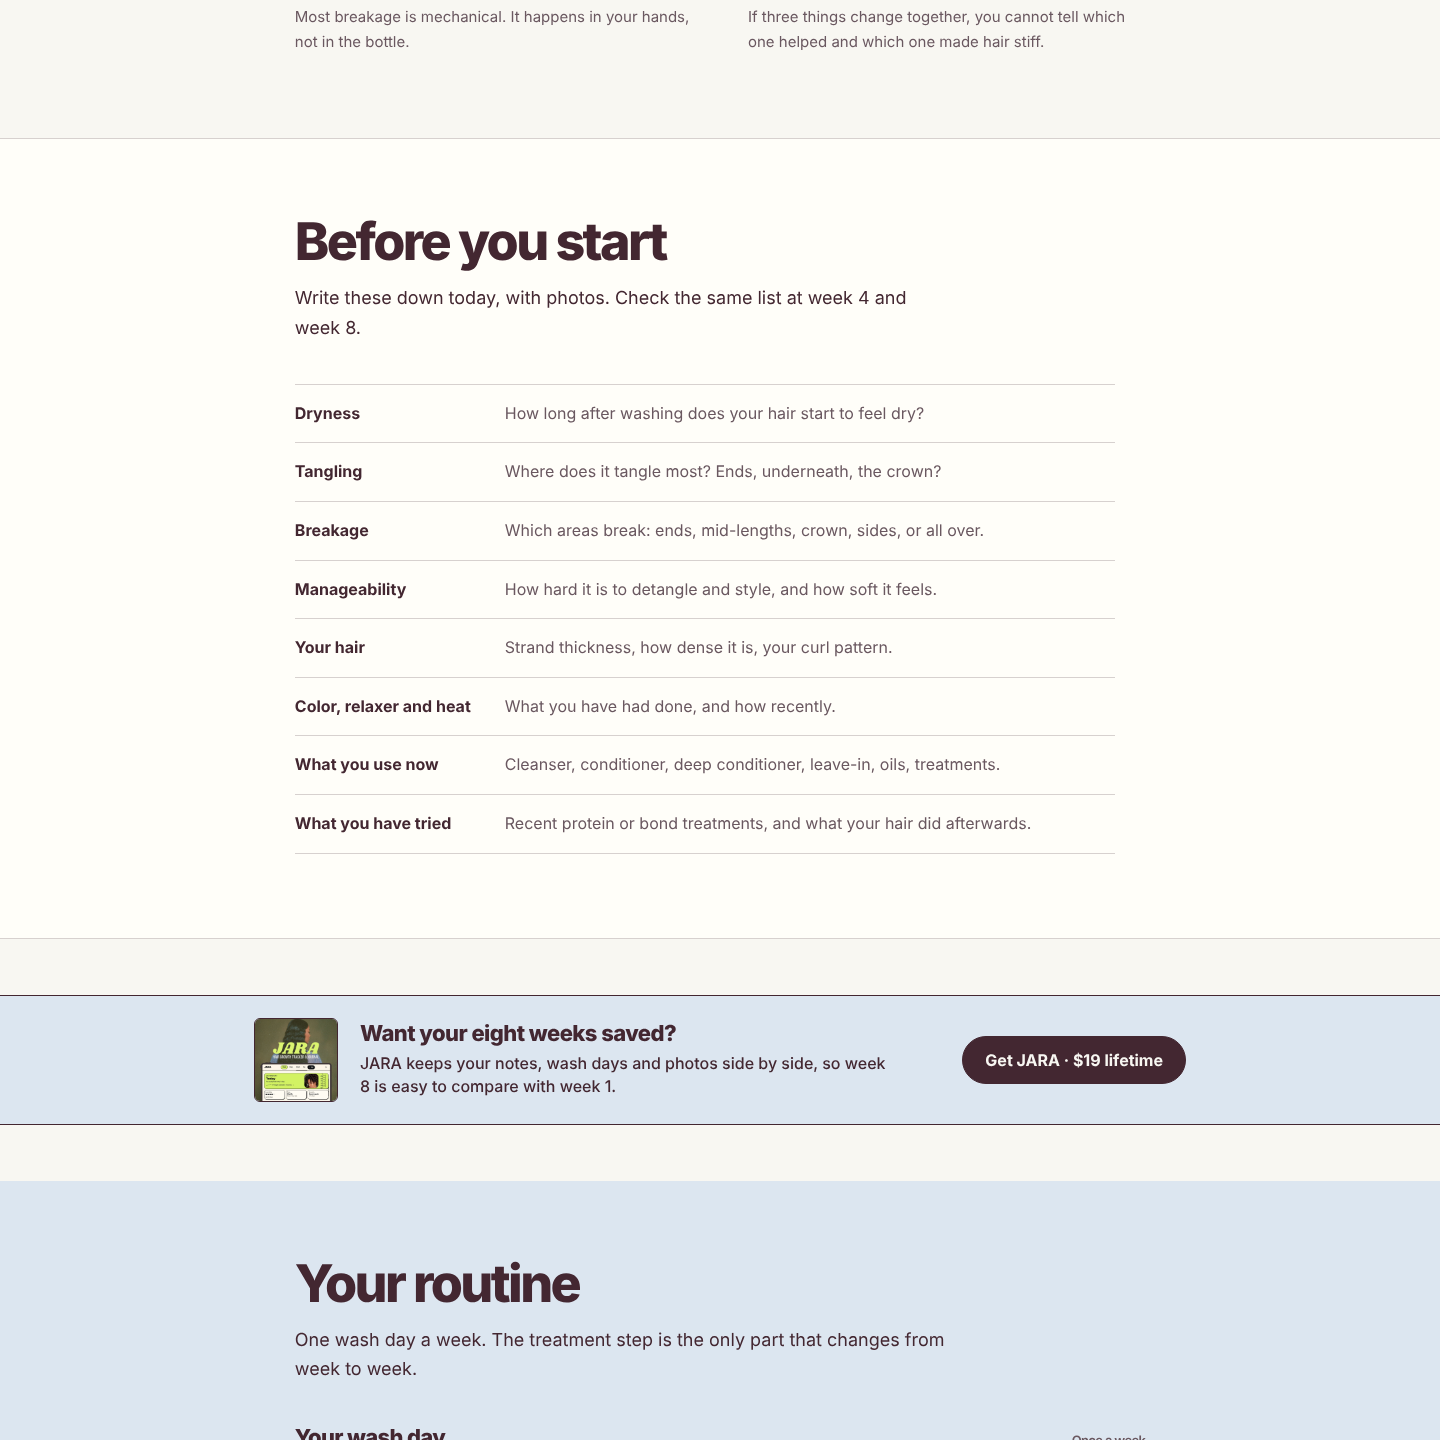 Most breakage is mechanical. It happens in your hands,
not in the bottle.
If three things change together, you cannot tell which
one helped and which one made hair stiff.
Before you start
Write these down today, with photos. Check the same list at week 4 and
week 8.
Dryness How long after washing does your hair start to feel dry?
Tangling Where does it tangle most? Ends, underneath, the crown?
Breakage Which areas break: ends, mid-lengths, crown, sides, or all over.
Manageability How hard it is to detangle and style, and how soft it feels.
Your hair Strand thickness, how dense it is, your curl pattern.
Color, relaxer and heat What you have had done, and how recently.
What you use now Cleanser, conditioner, deep conditioner, leave-in, oils, treatments.
What you have tried Recent protein or bond treatments, and what your hair did afterwards.
JARA
Want your eight weeks saved?
JARA keeps your notes, wash days and photos side by side, so week
8 is easy to compare with week 1.
Get JARA · $19 lifetime
Your routine
One wash day a week. The treatment step is the only part that changes from
week to week.
Your wash day
Once a week